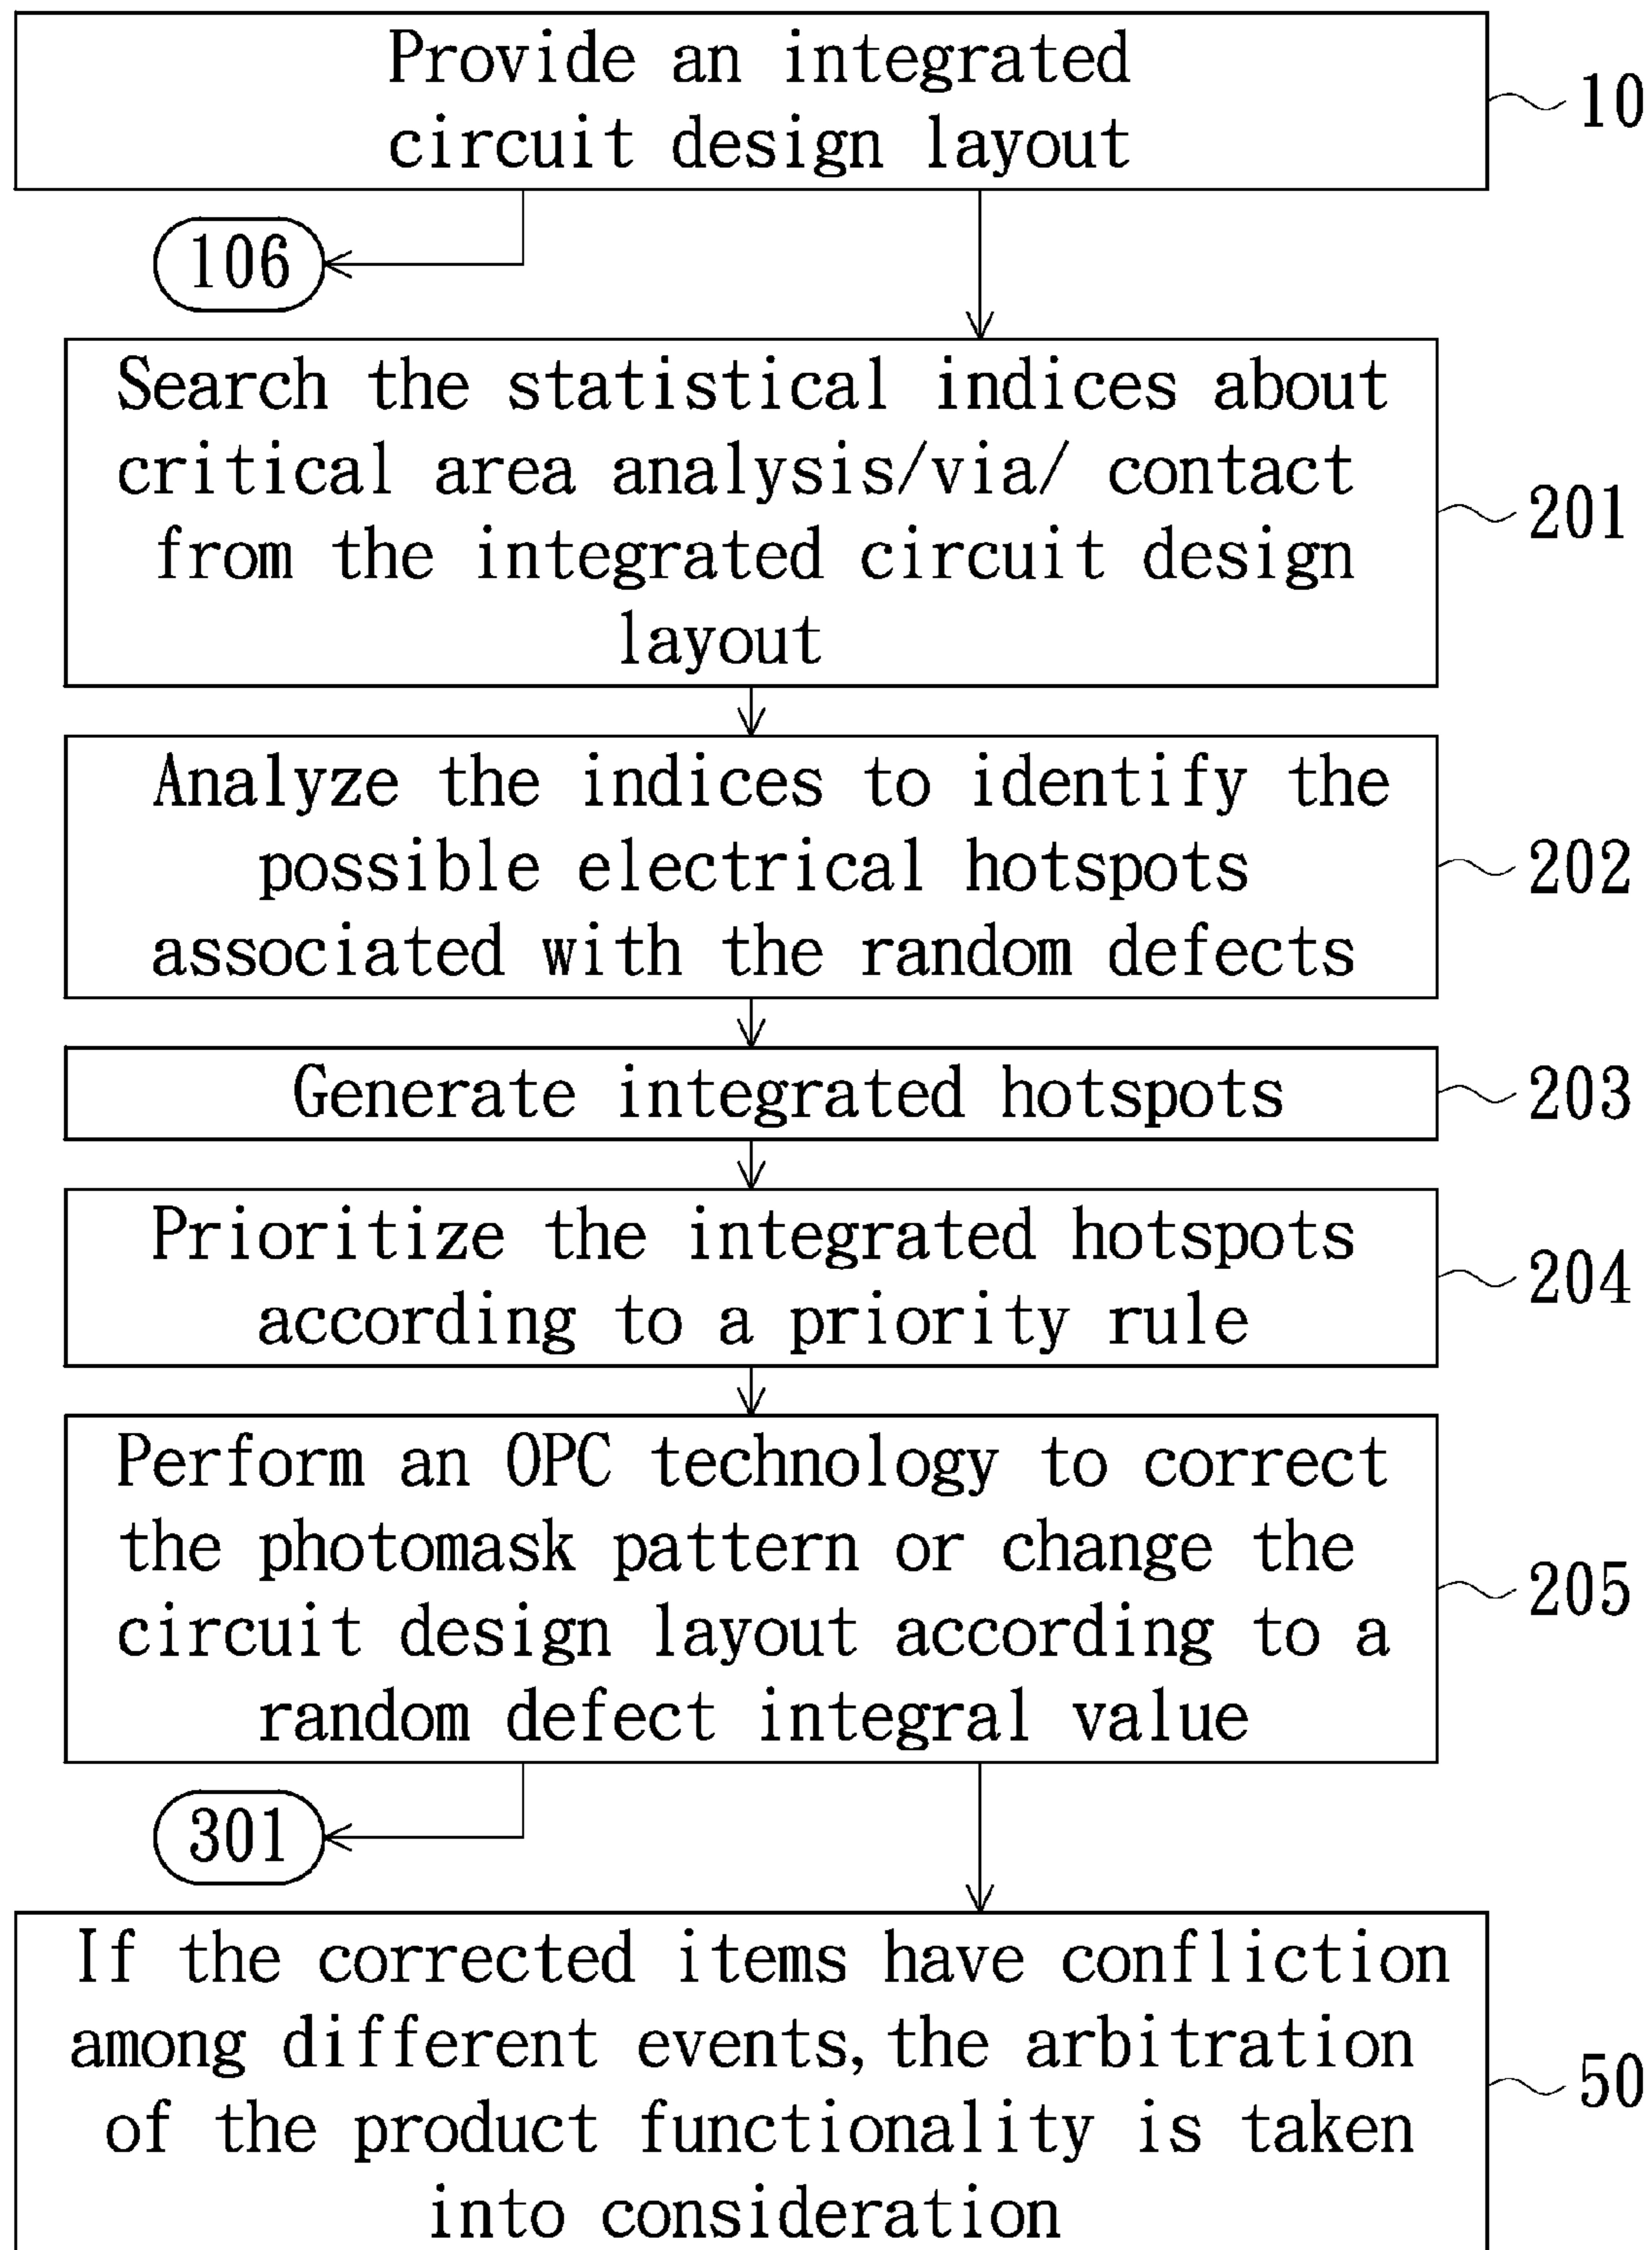 Provide an integrated
circuit design layout
10
106
Search the statistical indices about
critical area analysis/via/ contact
from the integrated circuit design
layout
201
Analyze the indices to identify the
possible electrical hotspots
associated with the random defects
202
Generate integrated hotspots
203
Prioritize the integrated hotspots
according to a priority rule
204
Perform an OPC technology to correct
the photomask pattern or change the
circuit design layout according to a
random defect integral value
205
301
If the corrected items have confliction
among different events, the arbitration
of the product functionality is taken
into consideration
50